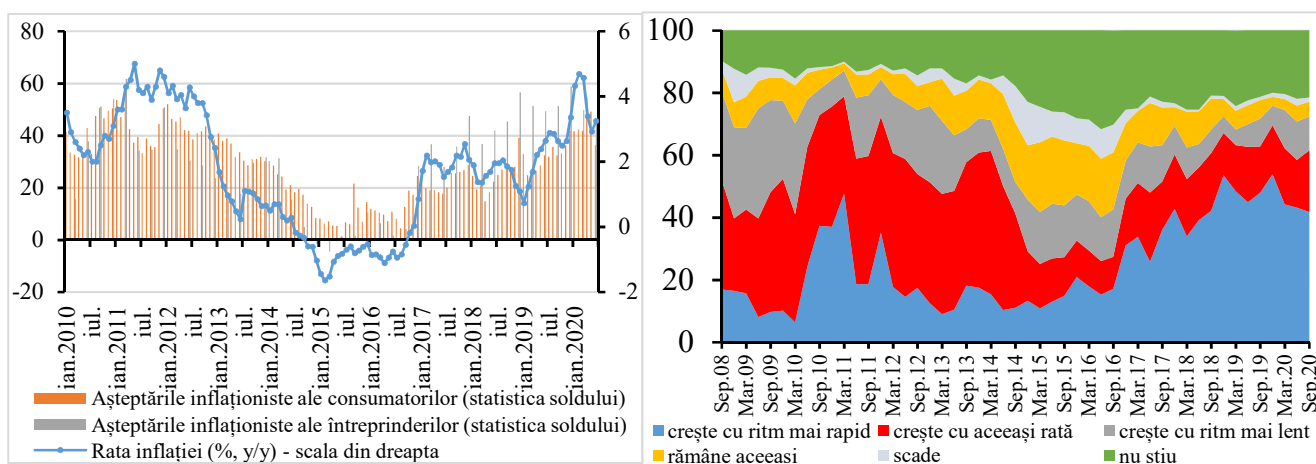 80
60
40
20
0
-20
6
4
2
0
-2
ian.2010
iul.
ian.2011
iul.
ian.2012
iul.
ian.2013
iul.
ian.2014
iul.
ian.2015
iul.
ian.2016
iul.
ian.2017
iul.
ian.2018
iul.
ian.2019
iul.
ian.2020
Așteptările inflaționiste ale consumatorilor (statistica soldului)
Așteptările inflaționiste ale întreprinderilor (statistica soldului)
Rata inflației (%, y/y) - scala din dreapta
100
80
60
40
20
0
Sep.08
Mar.09
Sep.09
Mar.10
Sep.10
Mar.11
Sep.11
Mar.12
Sep.12
Mar.13
Sep.13
Mar.14
Sep.14
Mar.15
Sep.15
Mar.16
Sep.16
Mar.17
Sep.17
Mar.18
Sep.18
Mar.19
Sep.19
Mar.20
Sep.20
crește cu ritm mai rapid crește cu aceeași rată crește cu ritm mai lent
rămâne aceeași scade nu știu